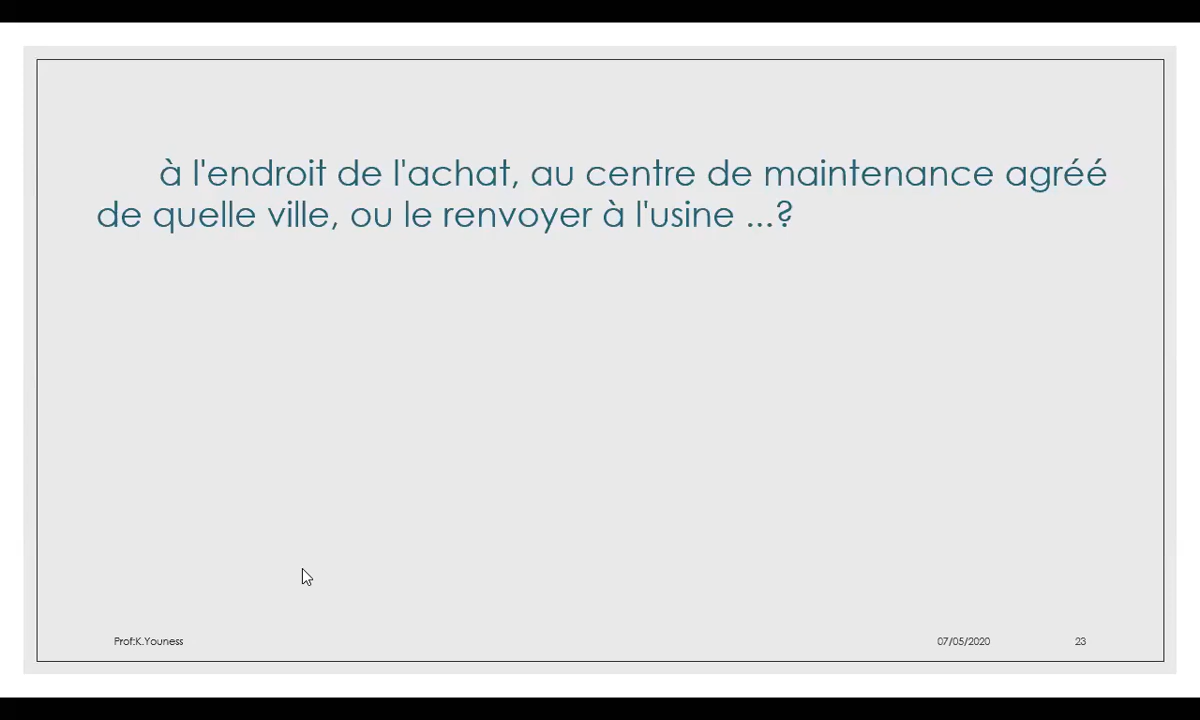 à l'endroit de l'achat, au centre de maintenance agréé
de quelle ville, ou le renvoyer à l'usine ...?
Prof:K.Youness
07/05/2020
23